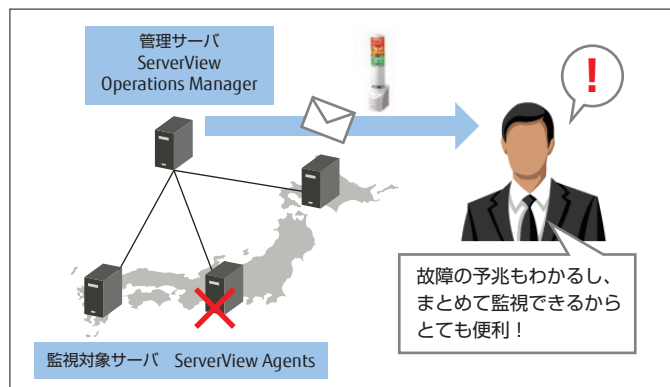 管理サーバ
ServerView
Operations Manager
!
故障の予兆もわかるし、
まとめて監視できるから
とても便利！
監視対象サーバ　ServerView Agents